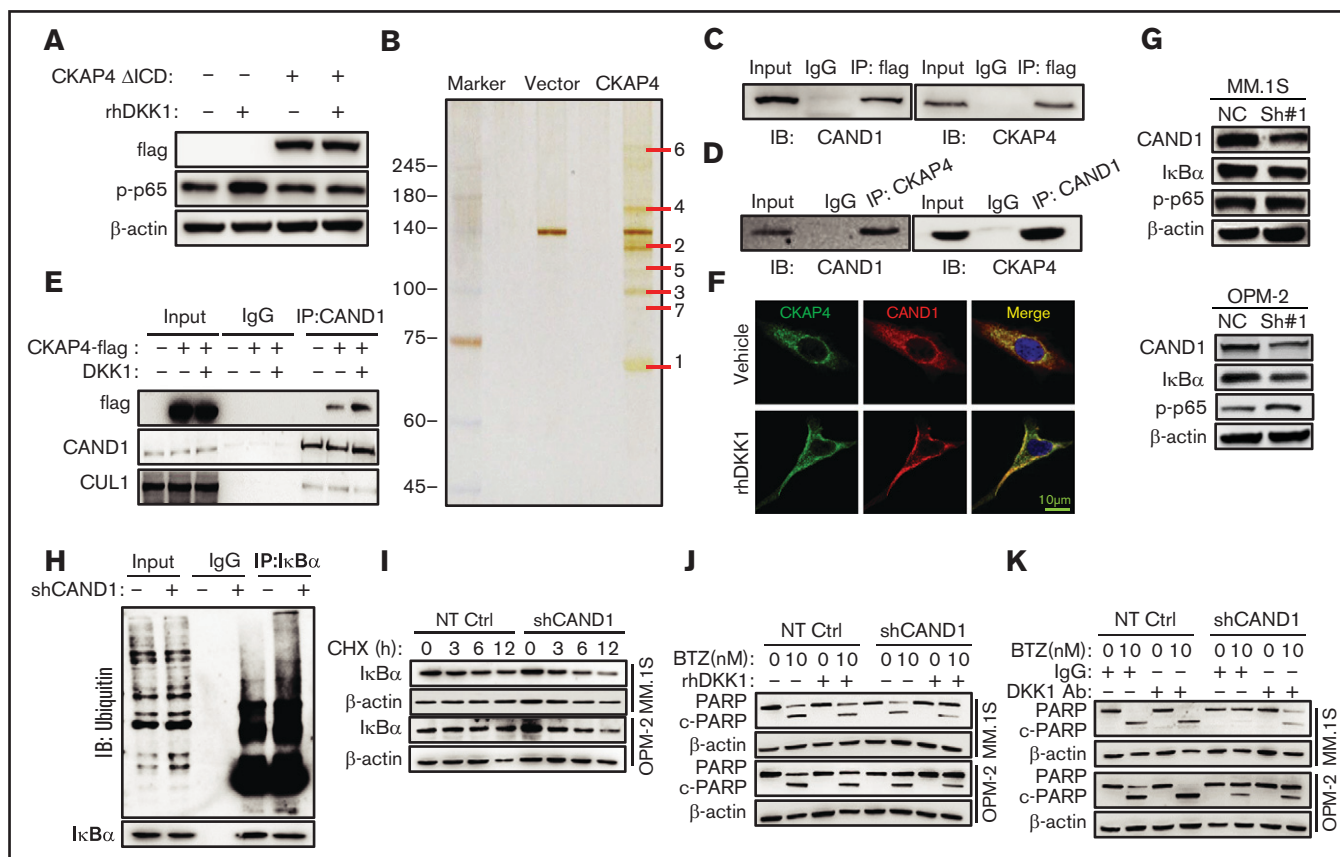 A
CKAP4 ΔICD: – – + +
rhDKK1: – + – +
flag
p-p65
β-actin
B
Marker Vector CKAP4
245–
180–
140–
100–
75–
60–
45–
6
4
2
5
3
7
1
C
Input IgG IP: flag Input IgG IP: flag
IB: CAND1 IB: CKAP4
D
Input IgG IP: CKAP4 Input IgG IP: CAND1
IB: CAND1 IB: CKAP4
E
Input IgG IP:CAND1
CKAP4-flag : – + + – + + – + +
DKK1: – – + – – + – – +
flag
CAND1
CUL1
F
CKAP4 CAND1 Merge
Vehicle
rhDKK1
10μm
G
MM.1S
NC Sh#1
CAND1
IκBα
p-p65
β-actin
OPM-2
NC Sh#1
CAND1
IκBα
p-p65
β-actin
H
Input IgG IP:IκBα
shCAND1: – + – + – +
IB: Ubiquitin
IκBα
I
NT Ctrl shCAND1
CHX (h): 0 3 6 12 0 3 6 12
IκBα
β-actin
MM.1S
IκBα
β-actin
OPM-2
J
NT Ctrl shCAND1
BTZ(nM): 0 10 0 10 0 10 0 10
rhDKK1: – – + + – – + +
PARP
c-PARP
β-actin
MM.1S
PARP
c-PARP
β-actin
OPM-2
K
NT Ctrl shCAND1
BTZ(nM): 0 10 0 10 0 10 0 10
IgG: + + – – + + – –
DKK1 Ab: – – + + – – + +
PARP
c-PARP
β-actin
MM.1S
PARP
c-PARP
β-actin
OPM-2